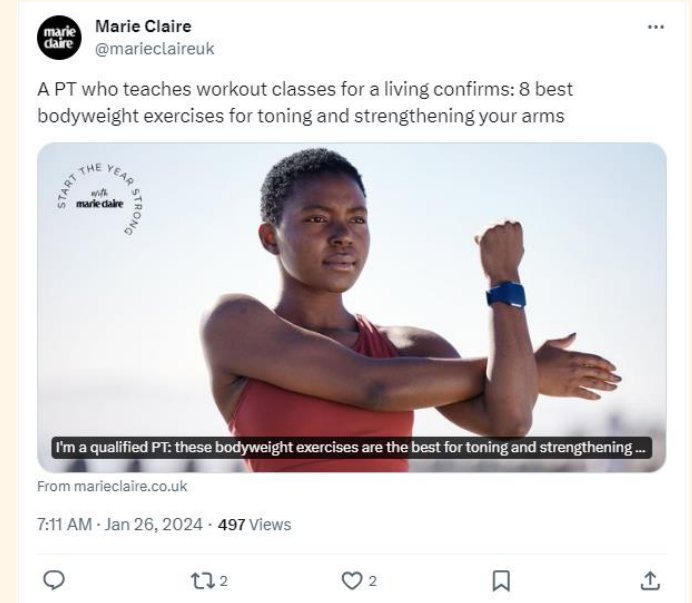 marie
claire
Marie Claire
@marieclaireuk
A PT who teaches workout classes for a living confirms: 8 best
bodyweight exercises for toning and strengthening your arms
START THE YEAR STRONG
with
marie claire
I'm a qualified PT: these bodyweight exercises are the best for toning and strengthening ...
From marieclaire.co.uk
7:11 AM · Jan 26, 2024 · 497 Views
2
2